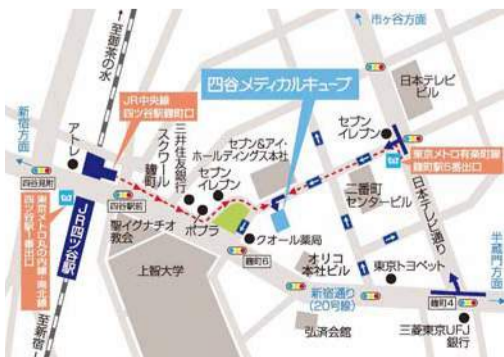 市ヶ谷方面
至御茶の水
四谷メディカルキューブ
日本テレビ
ビル
新宿方面
アトレ
JR中央線
四ツ谷駅麹町口
三井住友銀行
スクワール
麹町
セブン
イレブン
セブン&アイ・
ホールディングス本社
セブン
イレブン
東京メトロ有楽町線
麹町駅5番出口
四谷見附
四谷駅前
東京メトロ丸の内線・南北線
四ツ谷駅1番出口
JR四ツ谷駅
聖イグナチオ
教会
ポプラ
二番町
センタービル
日本テレビ通り
クオール薬局
上智大学
麹町6
オリコ
本社ビル
東京トヨペット
半蔵門方面
新宿通り
(20号線)
麹町4
弘済会館
三菱東京UFJ
銀行
至新宿